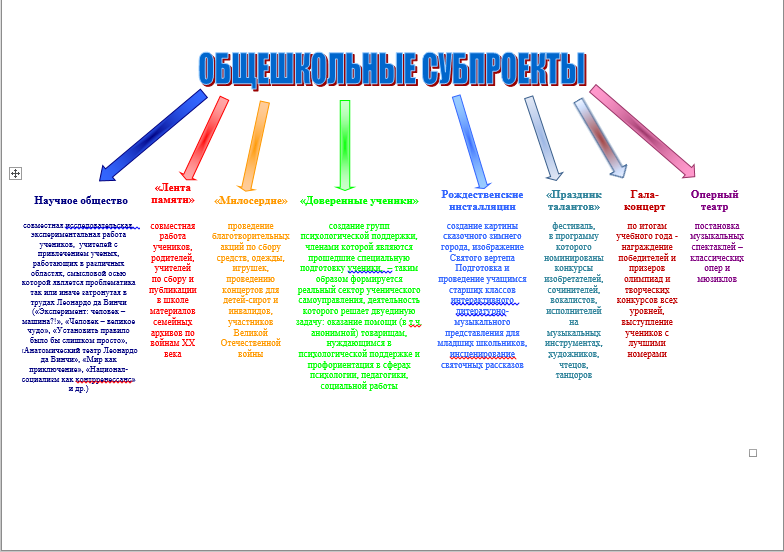 ОБЩЕШКОЛЬНЫЕ СУБПРОЕКТЫ
Научное общество
совместная исследовательская,
экспериментальная работа
учеников, учителей с
привлечением ученых,
работающих в различных
областях, смысловой осью
которой является проблематика
так или иначе затронутая в
трудах Леонардо да Винчи
(«Эксперимент: человек –
машина?!», «Человек – великое
чудо», «Установить правило
было бы слишком просто»,
«Анатомический театр Леонардо
да Винчи», «Мир как
приключение», «Национал-
социализм как контрренессанс»
и др.)
«Лента
памяти»
совместная
работа
учеников,
родителей,
учителей
по сбору и
публикации
в школе
материалов
семейных
архивов по
войнам XX
века
«Милосердие»
проведение
благотворительных
акций по сбору
средств, одежды,
игрушек,
проведению
концертов для
детей-сирот и
инвалидов,
участников
Великой
Отечественной
войны
«Доверенные ученики»
создание групп
психологической поддержки,
членами которой являются
прошедшие специальную
подготовку ученики, – таким
образом формируется
реальный сектор ученического
самоуправления, деятельность
которого решает двуединую
задачу: оказание помощи (в т.ч.
анонимной) товарищам,
нуждающимся в
психологической поддержке и
профориентация в сферах
психологии, педагогики,
социальной работы
Рождественские
инсталляции
создание картины
сказочного зимнего
города, изображение
Святого вертепа
Подготовка и
проведение учащимся
старших классов
интерактивного
литературно-
музыкального
представления для
младших школьников,
инсценирование
святочных рассказов
«Праздник
талантов»
фестиваль,
в программу
которого
номинированы
конкурсы
изобретателей,
сочинителей,
вокалистов,
исполнителей
на
музыкальных
инструментах,
художников,
чтецов,
танцоров
Гала-
концерт
по итогам
учебного года -
награждение
победителей и
призеров
олимпиад и
творческих
конкурсов всех
уровней,
выступление
учеников с
лучшими
номерами
Оперный
театр
постановка
музыкальных
спектаклей –
классических
опер и
мюзиклов